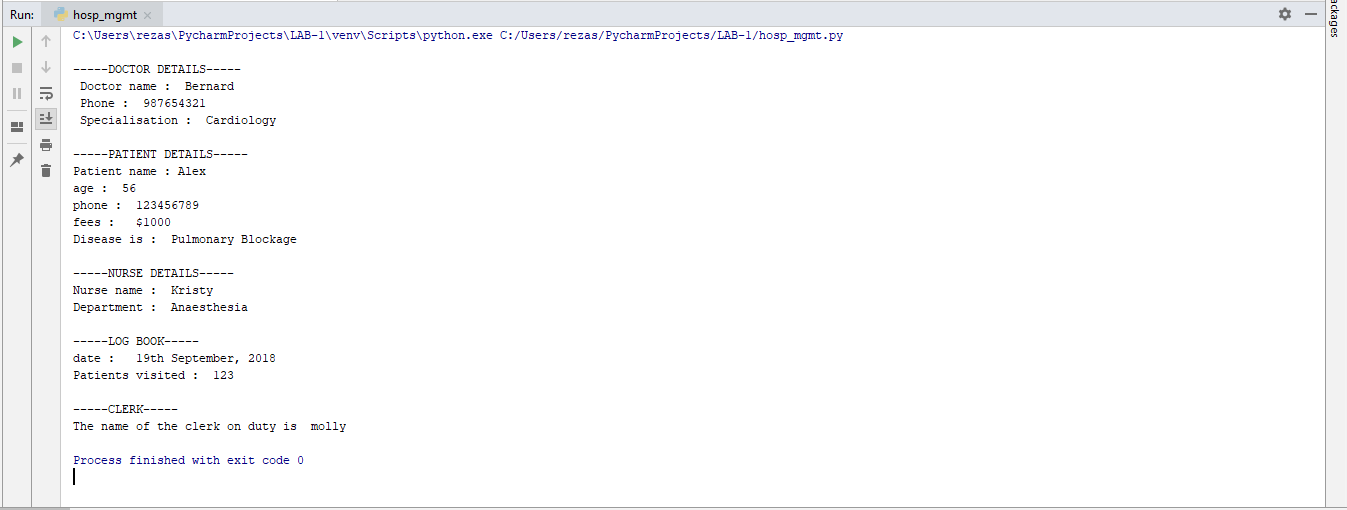 Run: hosp_mgmt
C:\Users\rezas\PycharmProjects\LAB-1\venv\Scripts\python.exe C:/Users/rezas/PycharmProjects/LAB-1/hosp_mgmt.py
-----DOCTOR DETAILS-----
Doctor name :  Bernard
Phone :  987654321
Specialisation :  Cardiology
-----PATIENT DETAILS-----
Patient name : Alex
age :  56
phone :  123456789
fees :   $1000
Disease is :  Pulmonary Blockage
-----NURSE DETAILS-----
Nurse name :  Kristy
Department :  Anaesthesia
-----LOG BOOK-----
date :   19th September, 2018
Patients visited :  123
-----CLERK-----
The name of the clerk on duty is  molly
Process finished with exit code 0